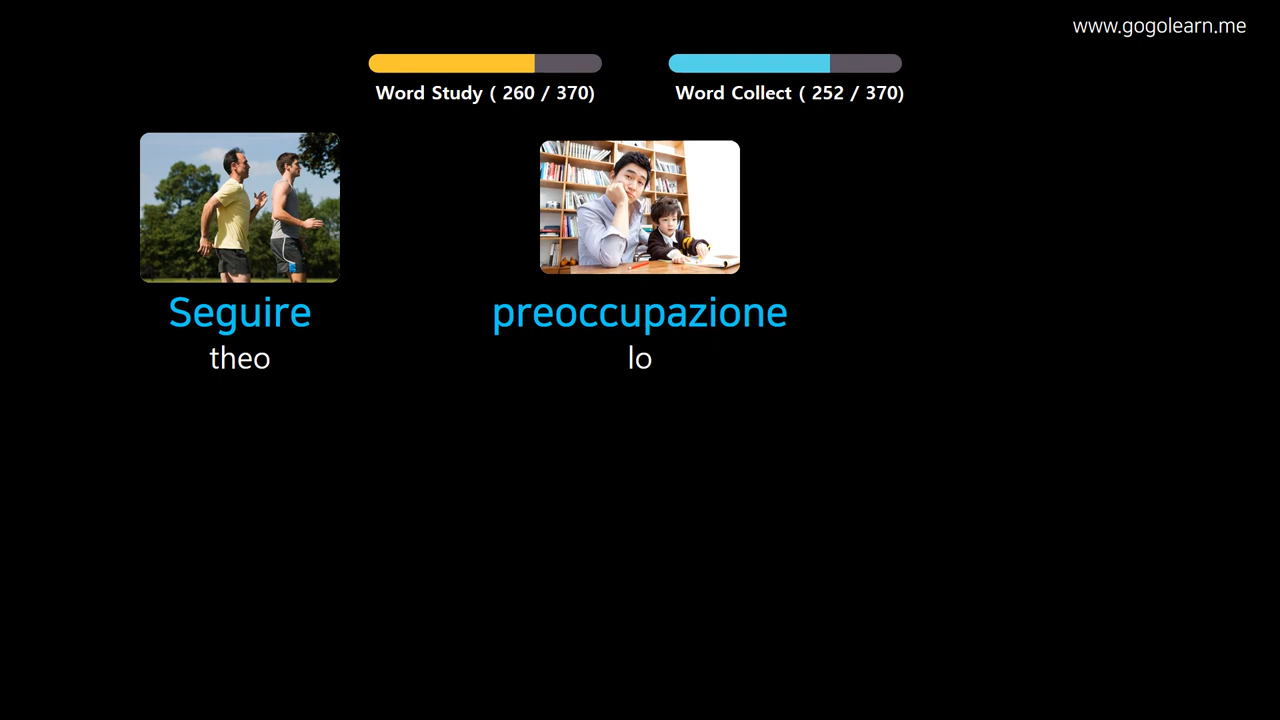 www.gogolearn.me
Word Study ( 260 / 370)
Word Collect ( 252 / 370)
Seguire
theo
preoccupazione
lo